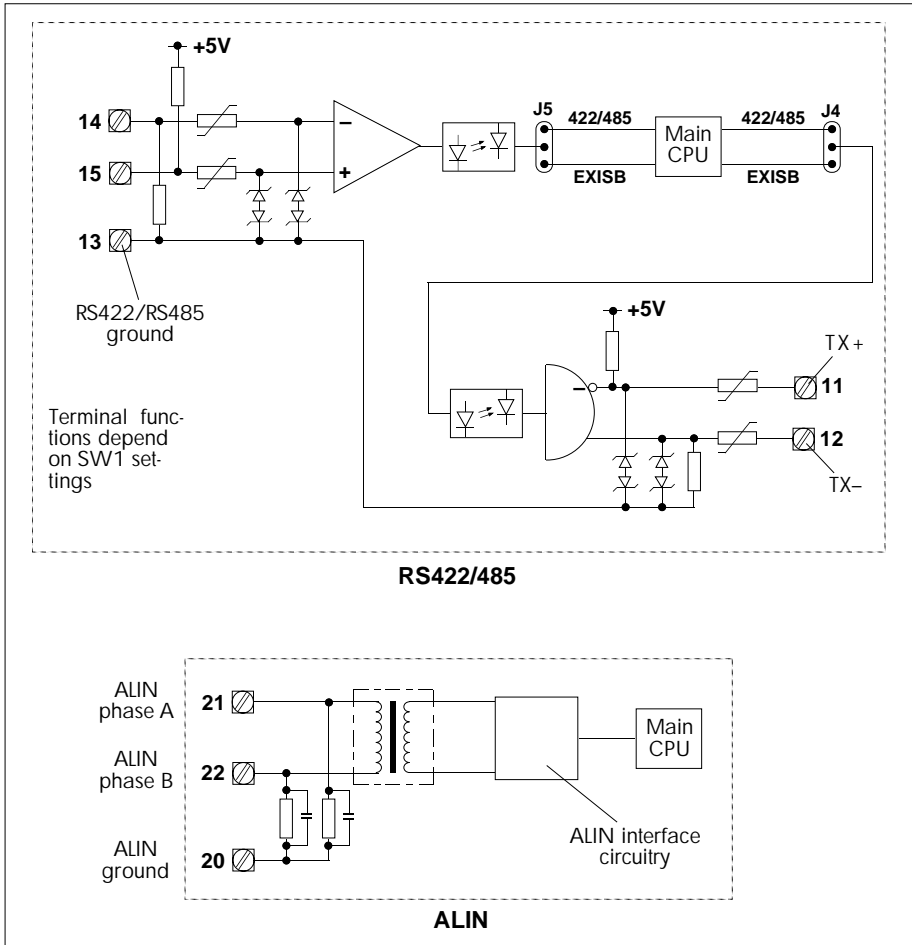 +5V
14
15
13
RS422/RS485
ground
Terminal func-
tions depend
on SW1 set-
tings
−
+
J5
422/485
EXISB
Main
CPU
422/485
EXISB
J4
+5V
−
TX+
11
12
TX−
RS422/485
ALIN
phase A
21
ALIN
phase B
22
ALIN
ground
20
Main
CPU
ALIN interface
circuitry
ALIN